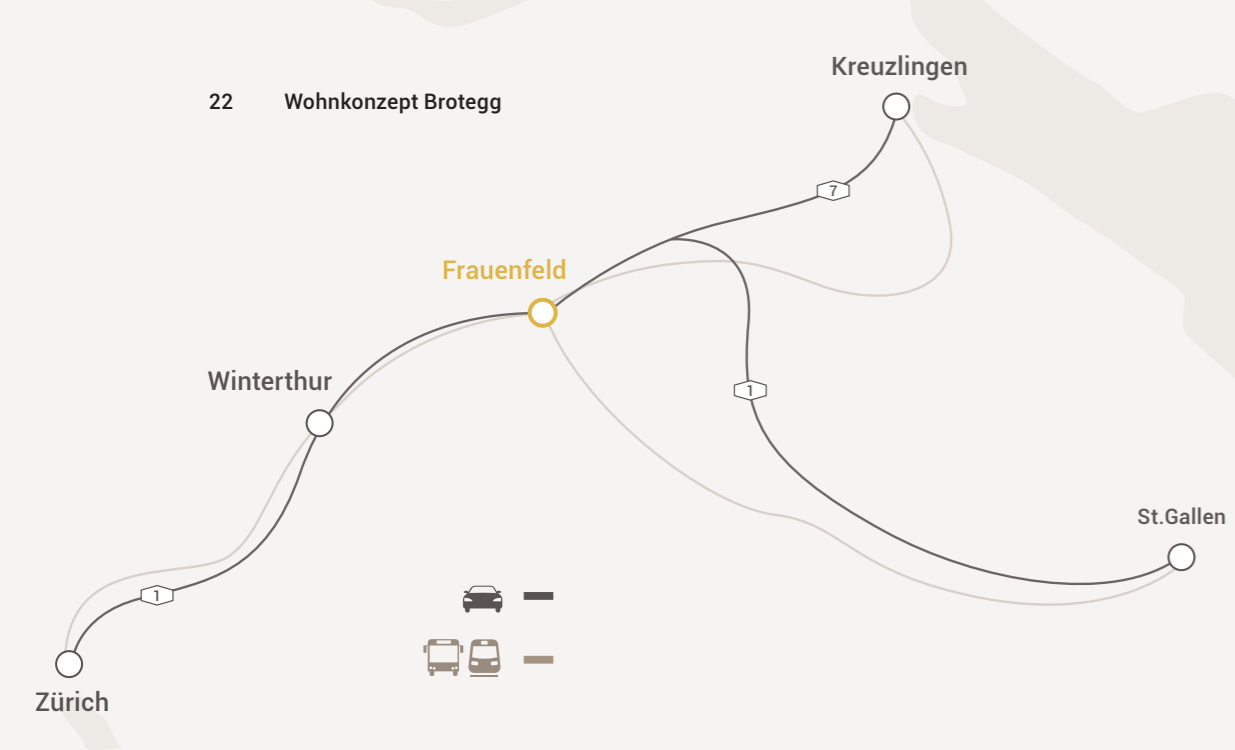 Kreuzlingen
22 Wohnkonzept Brotegg
7
Frauenfeld
Winterthur
1
St.Gallen
1
Zürich